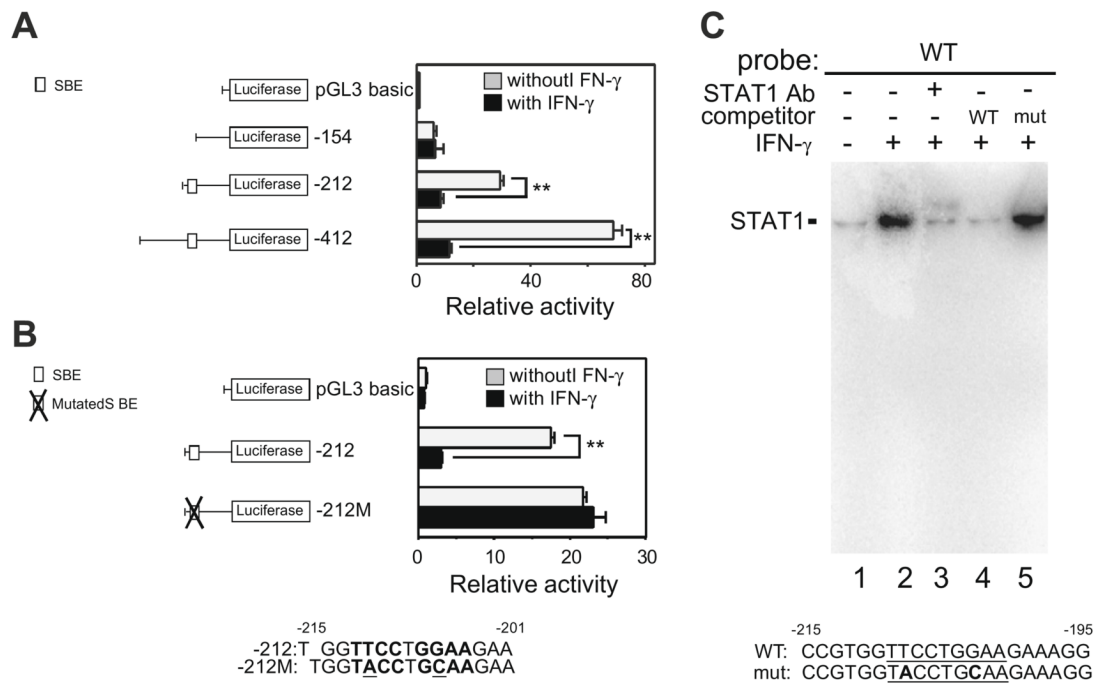 A
SBE
Luciferase pGL3 basic
Luciferase -154
Luciferase -212
Luciferase -412
withoutI FN-γ
with IFN-γ
**
**
0 40 80
Relative activity
B
SBE
MutatedS BE
Luciferase pGL3 basic
Luciferase -212
Luciferase -212M
withoutI FN-γ
with IFN-γ
**
0 10 20 30
Relative activity
-215 -201
-212:T GGTTCCTGGAAGAA
-212M: TGGTACCTGCAAGAA
C
probe: WT
STAT1 Ab - - + - -
competitor - - - WT mut
IFN-γ - + + + +
STAT1-
1 2 3 4 5
-215 -195
WT: CCGTGGTTCCTGGAAGAAAGG
mut: CCGTGGTACCTGCAAGAAAGG